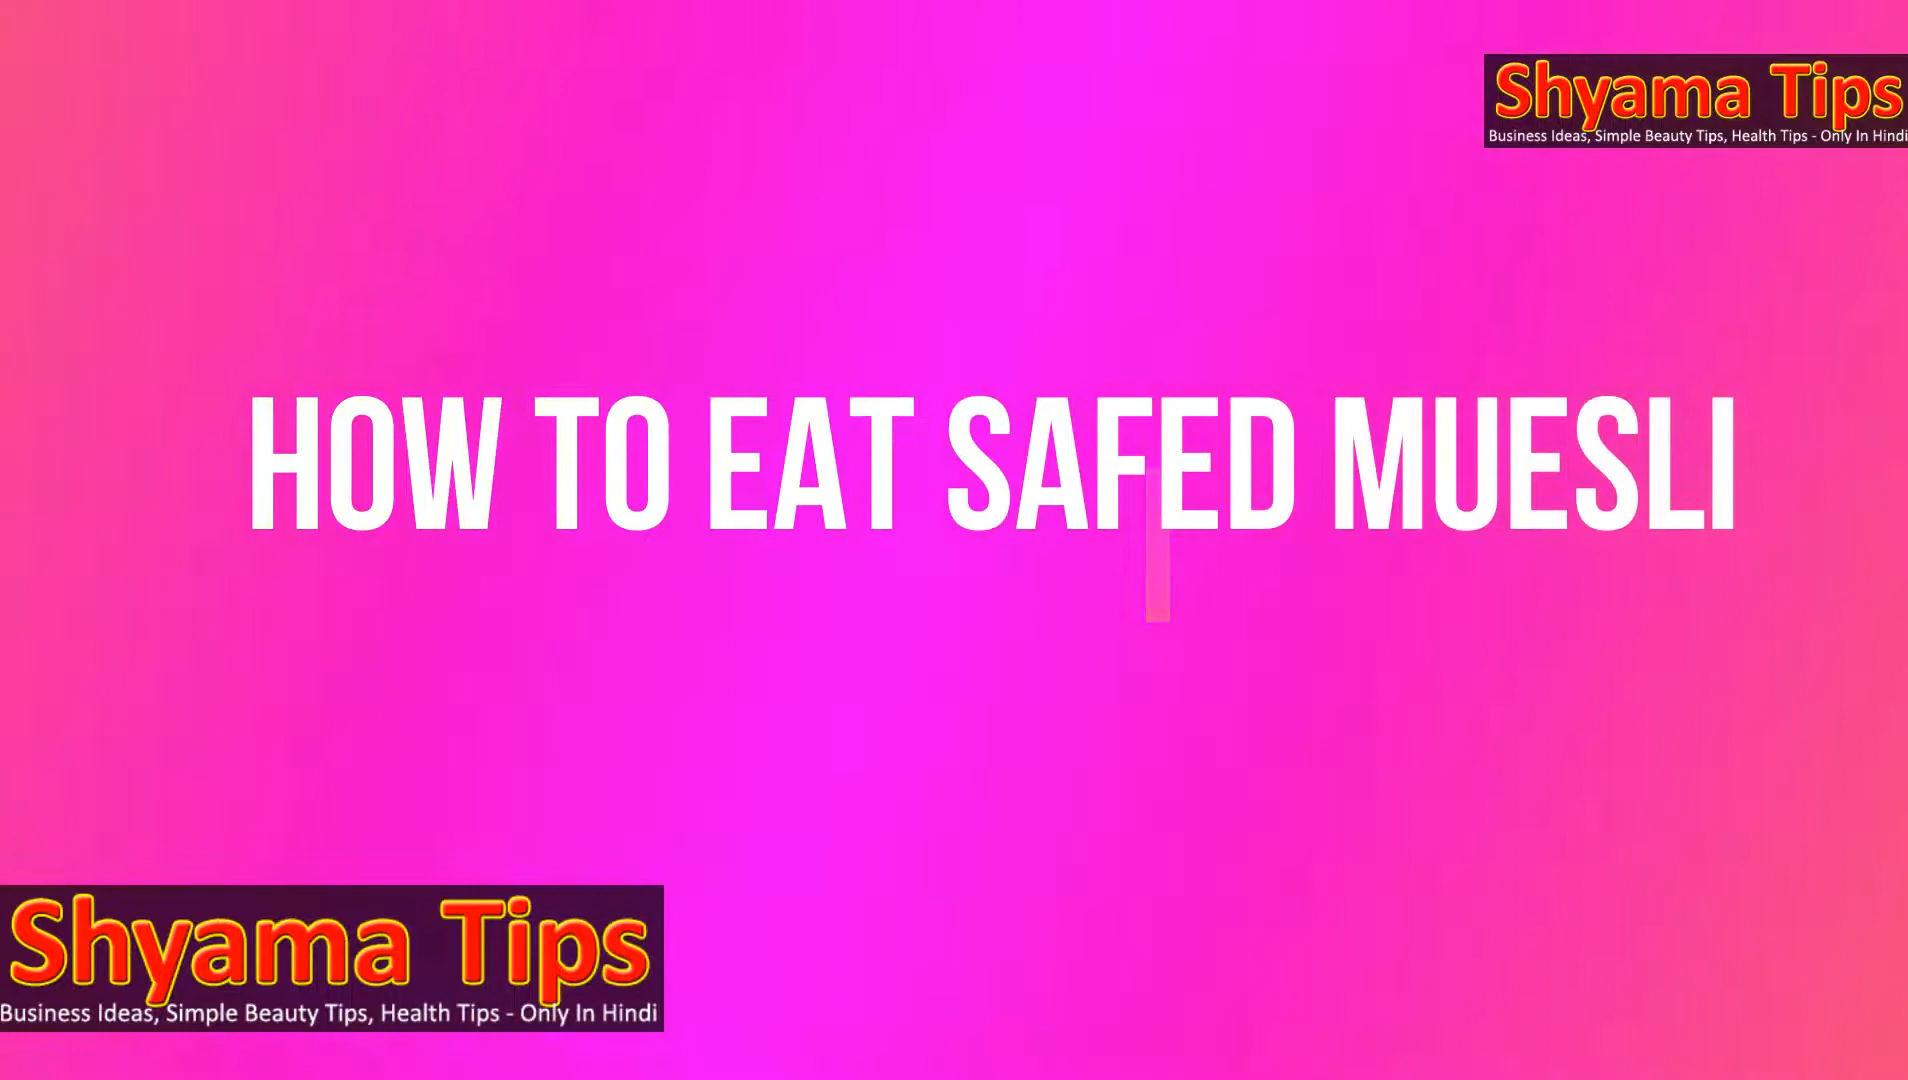 Shyama Tips
Business Ideas, Simple Beauty Tips, Health Tips - Only In Hindi
HOW TO EAT SAFED MUESLI
Shyama Tips
Business Ideas, Simple Beauty Tips, Health Tips - Only In Hindi